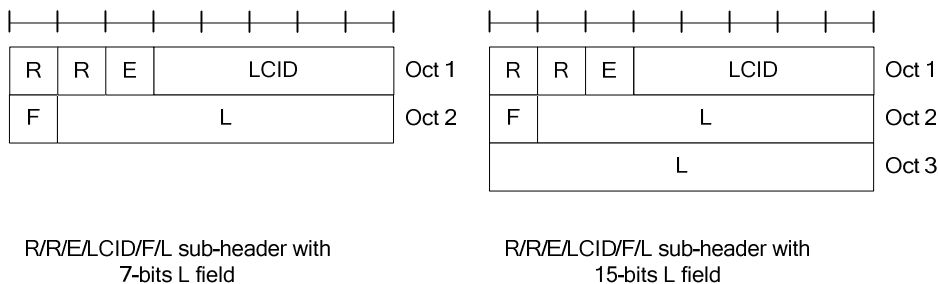 R R E LCID Oct 1
F L Oct 2
R/R/E/LCID/F/L sub-header with
7-bits L field
R R E LCID Oct 1
F L Oct 2
L Oct 3
R/R/E/LCID/F/L sub-header with
15-bits L field